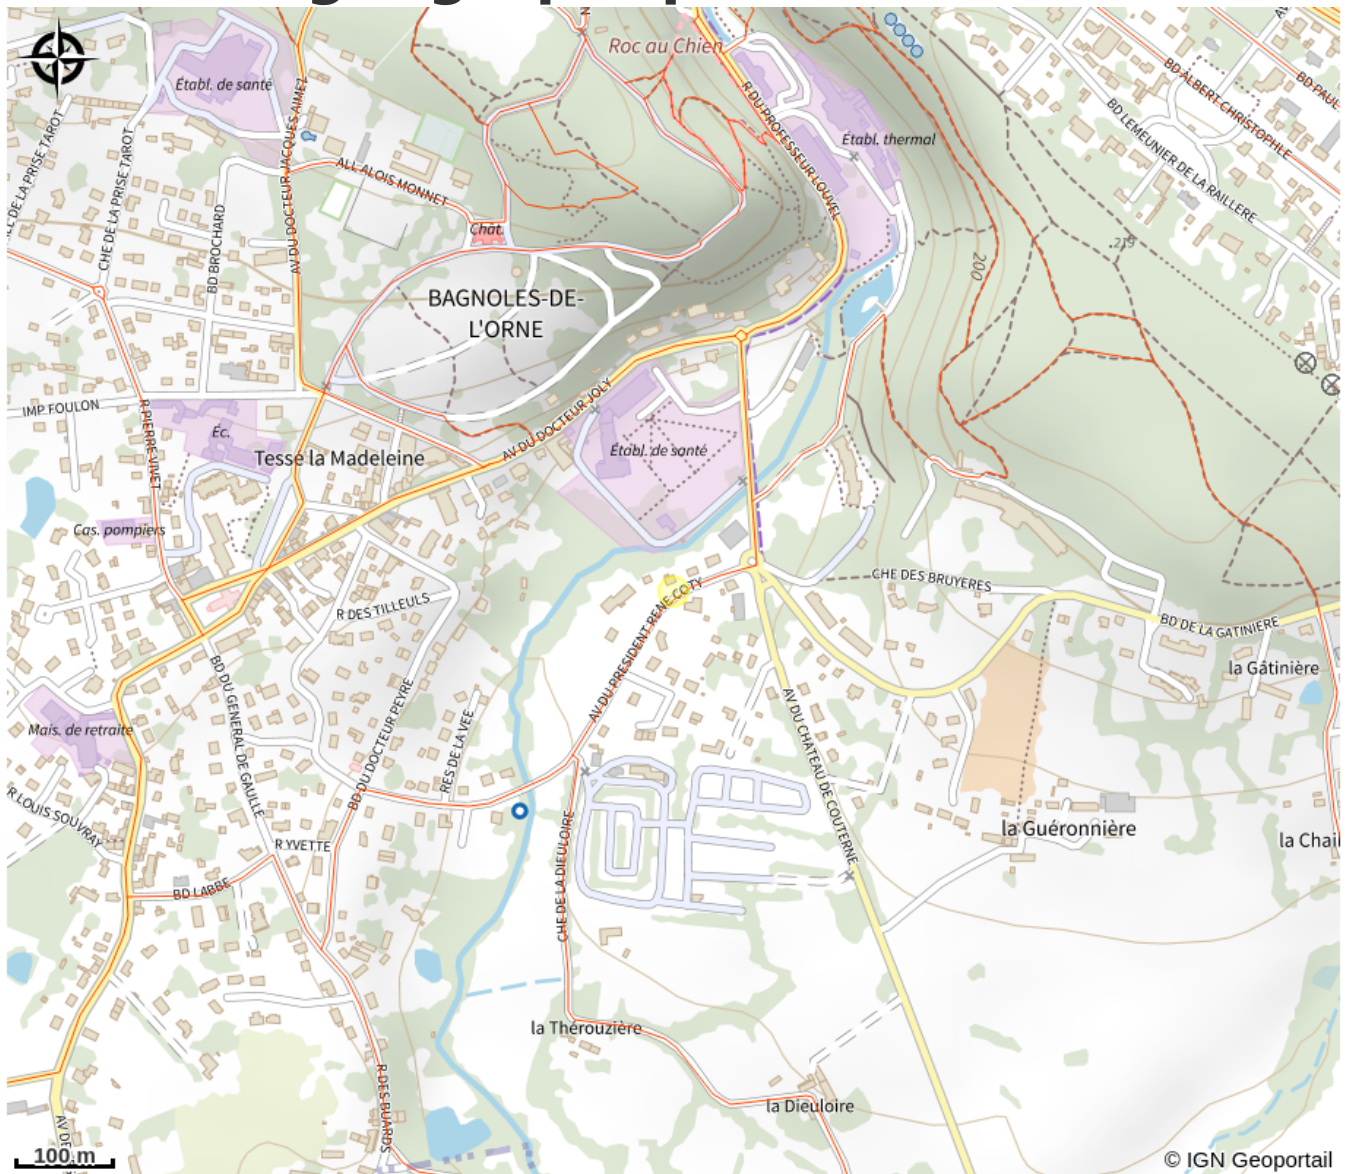 Roc au Chien
Établ. de santé
R DU PROFESSEUR LOUVEL
Établ. thermal
BD ALBERT CHRISTOPHLE
BD PAUL
BD LEMEUNIER DE LA RAILLERE
CHE DE LA PRISE TAROT
AV DU DOCTEUR JACQUES AIMEZ
ALL ALOIS MONNET
BD BROCHARD
Chât.
219
200
BAGNOLES-DE-
L'ORNE
IMP FOULON
R PIERRE VIVET
Éc.
Tesse la Madeleine
AV DU DOCTEUR JOLY
Établ. de santé
Cas. pompiers
R DES TILLEULS
AV DU PRESIDENT RENE COTY
CHE DES BRUYERES
BD DE LA GATINIERE
la Gâtinière
BD DU GENERAL DE GAULLE
BD DU DOCTEUR PEYRE
RES DE LA VEE
AV DU CHATEAU DE COUTERNE
Mais. de retraite
R LOUIS SOUVRAY
R YVETTE
BD LABBE
CHE DE LA DIEULOIRE
la Guéronnière
la Chai
la Thérouzière
la Dieuloire
R DES BUARDS
AV DE
100 m
© IGN Geoportail